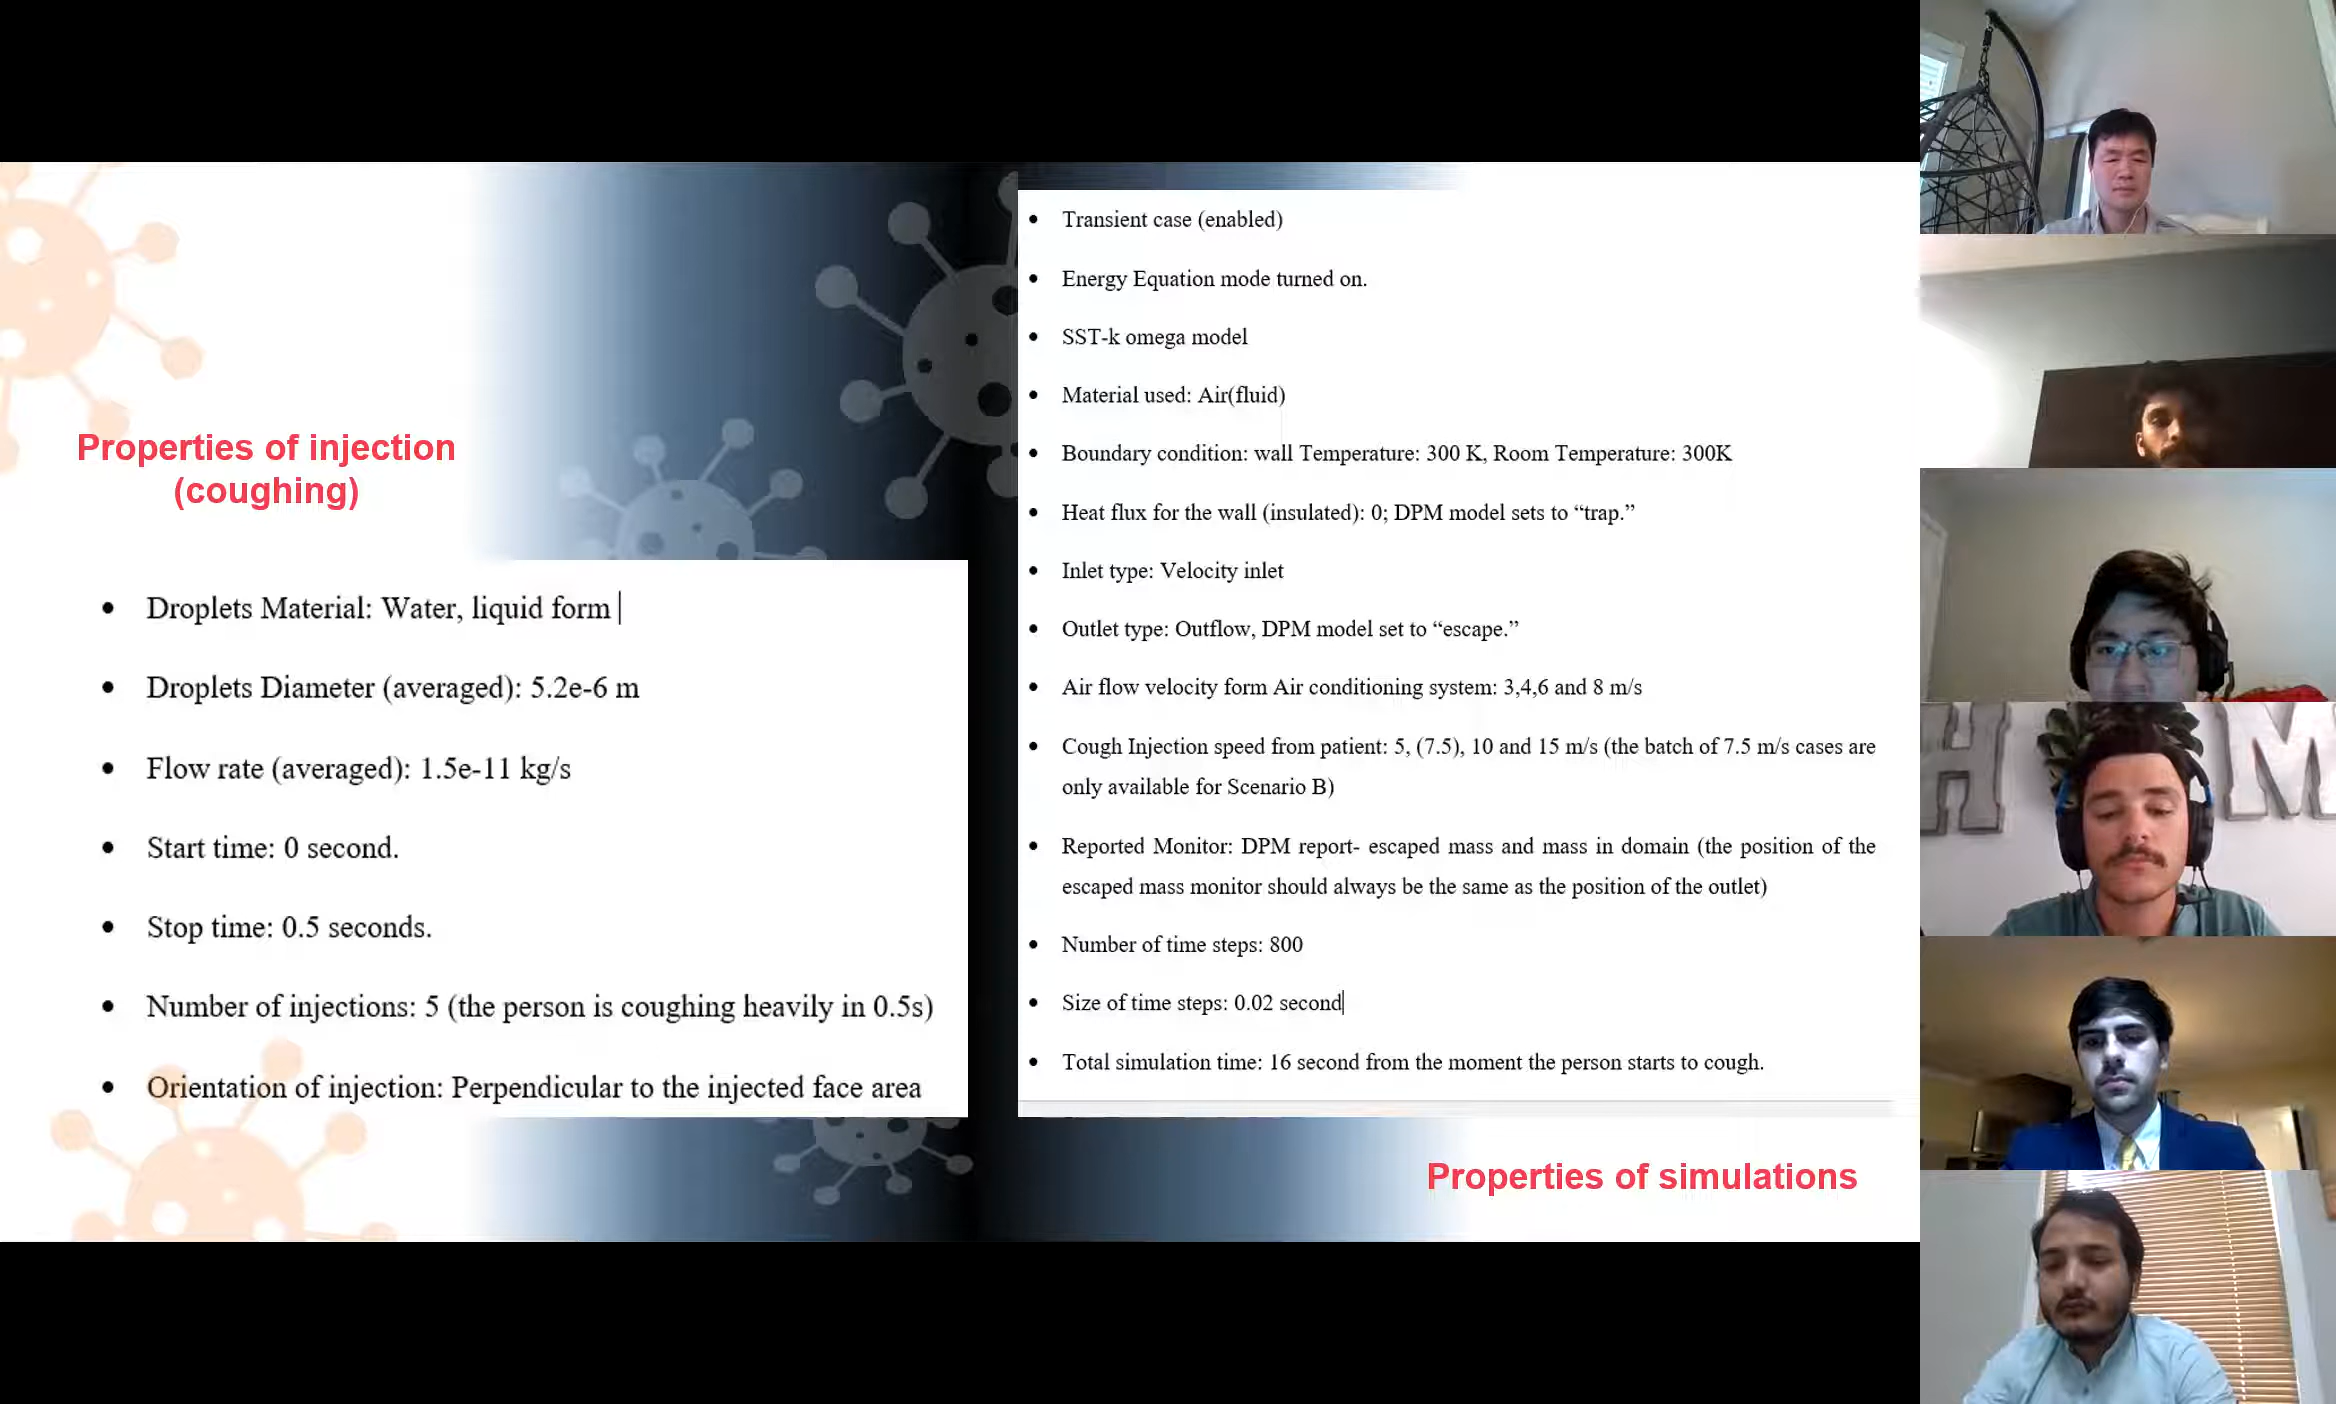 Properties of injection
(coughing)
• Droplets Material: Water, liquid form
• Droplets Diameter (averaged): 5.2e-6 m
• Flow rate (averaged): 1.5e-11 kg/s
• Start time: 0 second.
• Stop time: 0.5 seconds.
• Number of injections: 5 (the person is coughing heavily in 0.5s)
• Orientation of injection: Perpendicular to the injected face area
• Transient case (enabled)
• Energy Equation mode turned on.
• SST-k omega model
• Material used: Air(fluid)
• Boundary condition: wall Temperature: 300 K, Room Temperature: 300K
• Heat flux for the wall (insulated): 0; DPM model sets to “trap.”
• Inlet type: Velocity inlet
• Outlet type: Outflow, DPM model set to “escape.”
• Air flow velocity form Air conditioning system: 3,4,6 and 8 m/s
• Cough Injection speed from patient: 5, (7.5), 10 and 15 m/s (the batch of 7.5 m/s cases are
only available for Scenario B)
• Reported Monitor: DPM report- escaped mass and mass in domain (the position of the
escaped mass monitor should always be the same as the position of the outlet)
• Number of time steps: 800
• Size of time steps: 0.02 second
• Total simulation time: 16 second from the moment the person starts to cough.
Properties of simulations
H M